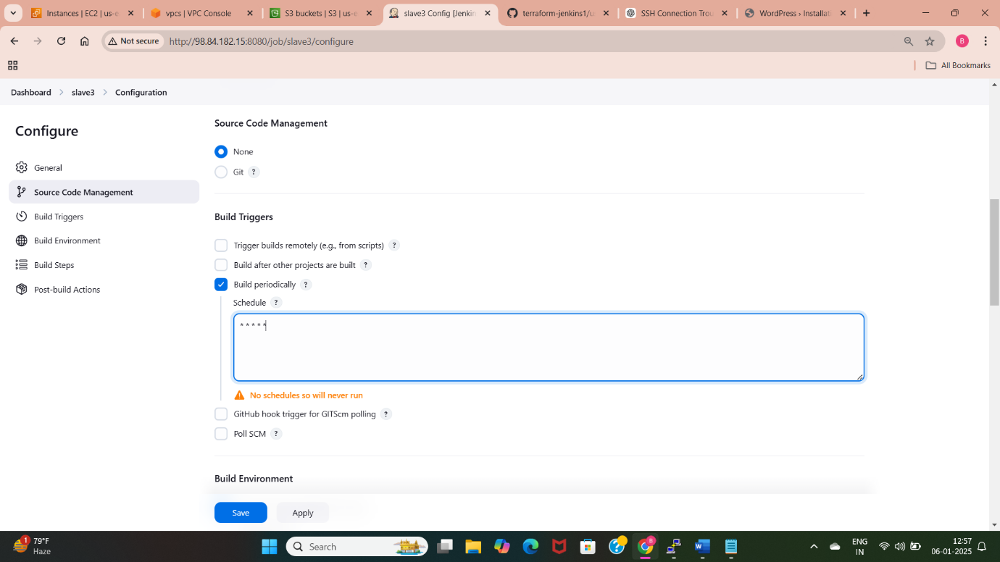 Instances | EC2 | us-e
vpcs | VPC Console
S3 buckets | S3 | us-e
slave3 Config [Jenkin
terraform-jenkins1/us
SSH Connection Trou
WordPress › Installat
Not secure
http://98.84.182.15:8080/job/slave3/configure
B
All Bookmarks
Dashboard > slave3 > Configuration
Configure
General
Source Code Management
Build Triggers
Build Environment
Build Steps
Post-build Actions
Source Code Management
None
Git ?
Build Triggers
Trigger builds remotely (e.g., from scripts) ?
Build after other projects are built ?
Build periodically ?
Schedule ?
* * * * *
No schedules so will never run
GitHub hook trigger for GITScm polling ?
Poll SCM ?
Build Environment
Save
Apply
1
79°F
Haze
Search
B
ENG
IN
12:57
06-01-2025